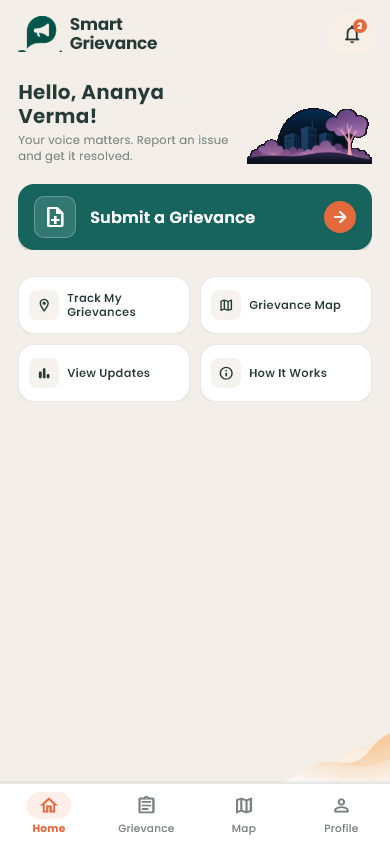 Smart
Grievance
2
Hello, Ananya
Verma!
Your voice matters. Report an issue
and get it resolved.
Submit a Grievance
Track My
Grievances
Grievance Map
View Updates
How It Works
Home
Grievance
Map
Profile